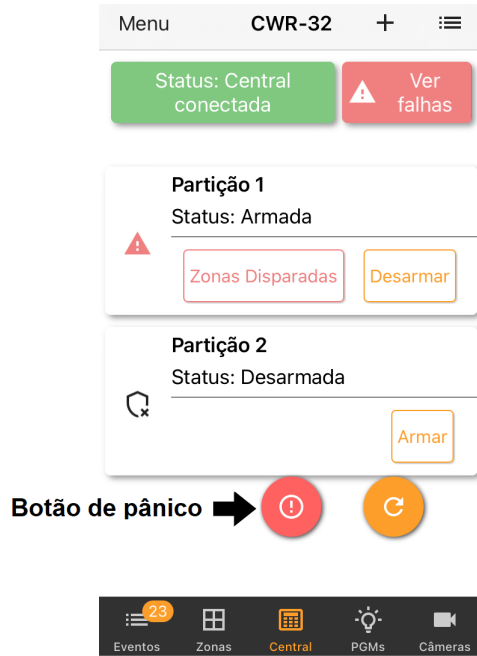 Menu CWR-32 +
Status: Central
conectada
Ver
falhas
Partição 1
Status: Armada
Zonas Disparadas Desarmar
Partição 2
Status: Desarmada
Armar
Botão de pânico
23
Eventos Zonas Central PGMs Câmeras